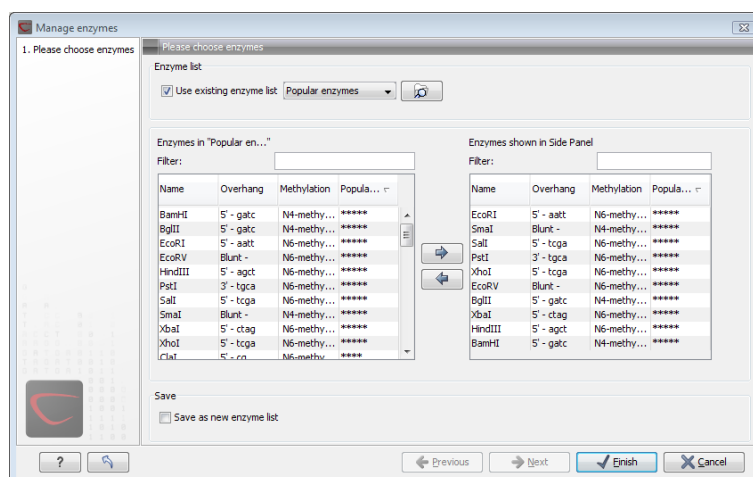 Manage enzymes
1. Please choose enzymes
Please choose enzymes
Enzyme list
Use existing enzyme list Popular enzymes
Enzymes in "Popular en..."
Filter:
Name Overhang Methylation Popula...
BamHI 5' - gatc N4-methy... *****
BglII 5' - gatc N4-methy... *****
EcoRI 5' - aatt N6-methy... *****
EcoRV Blunt - N6-methy... *****
HindIII 5' - agct N6-methy... *****
PstI 3' - tgca N6-methy... *****
SalI 5' - tcga N6-methy... *****
SmaI Blunt - N4-methy... *****
XbaI 5' - ctag N6-methy... *****
XhoI 5' - tcga N6-methy... *****
ClaI 5' - cg N6-methy... ****
Enzymes shown in Side Panel
Filter:
Name Overhang Methylation Popula...
EcoRI 5' - aatt N6-methy... *****
SmaI Blunt - N4-methy... *****
SalI 5' - tcga N6-methy... *****
PstI 3' - tgca N6-methy... *****
XhoI 5' - tcga N6-methy... *****
EcoRV Blunt - N6-methy... *****
BglII 5' - gatc N4-methy... *****
XbaI 5' - ctag N6-methy... *****
HindIII 5' - agct N6-methy... *****
BamHI 5' - gatc N4-methy... *****
Save
Save as new enzyme list
? Previous Next Finish Cancel